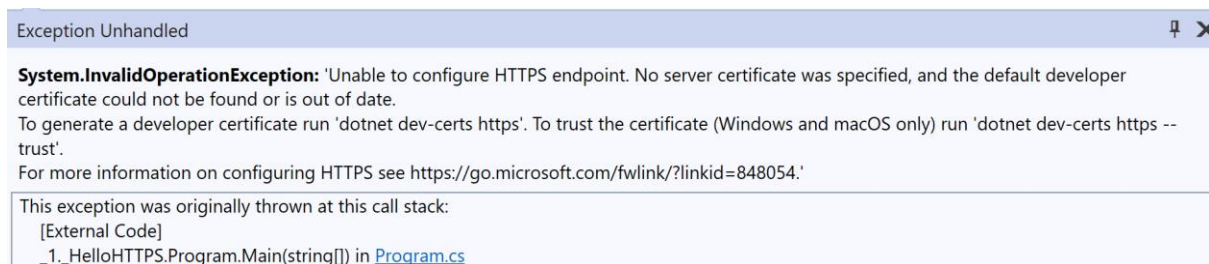 Exception Unhandled
System.InvalidOperationException: 'Unable to configure HTTPS endpoint. No server certificate was specified, and the default developer
certificate could not be found or is out of date.
To generate a developer certificate run 'dotnet dev-certs https'. To trust the certificate (Windows and macOS only) run 'dotnet dev-certs https --
trust'.
For more information on configuring HTTPS see https://go.microsoft.com/fwlink/?linkid=848054.'
This exception was originally thrown at this call stack:
[External Code]
_1._HelloHTTPS.Program.Main(string[]) in Program.cs